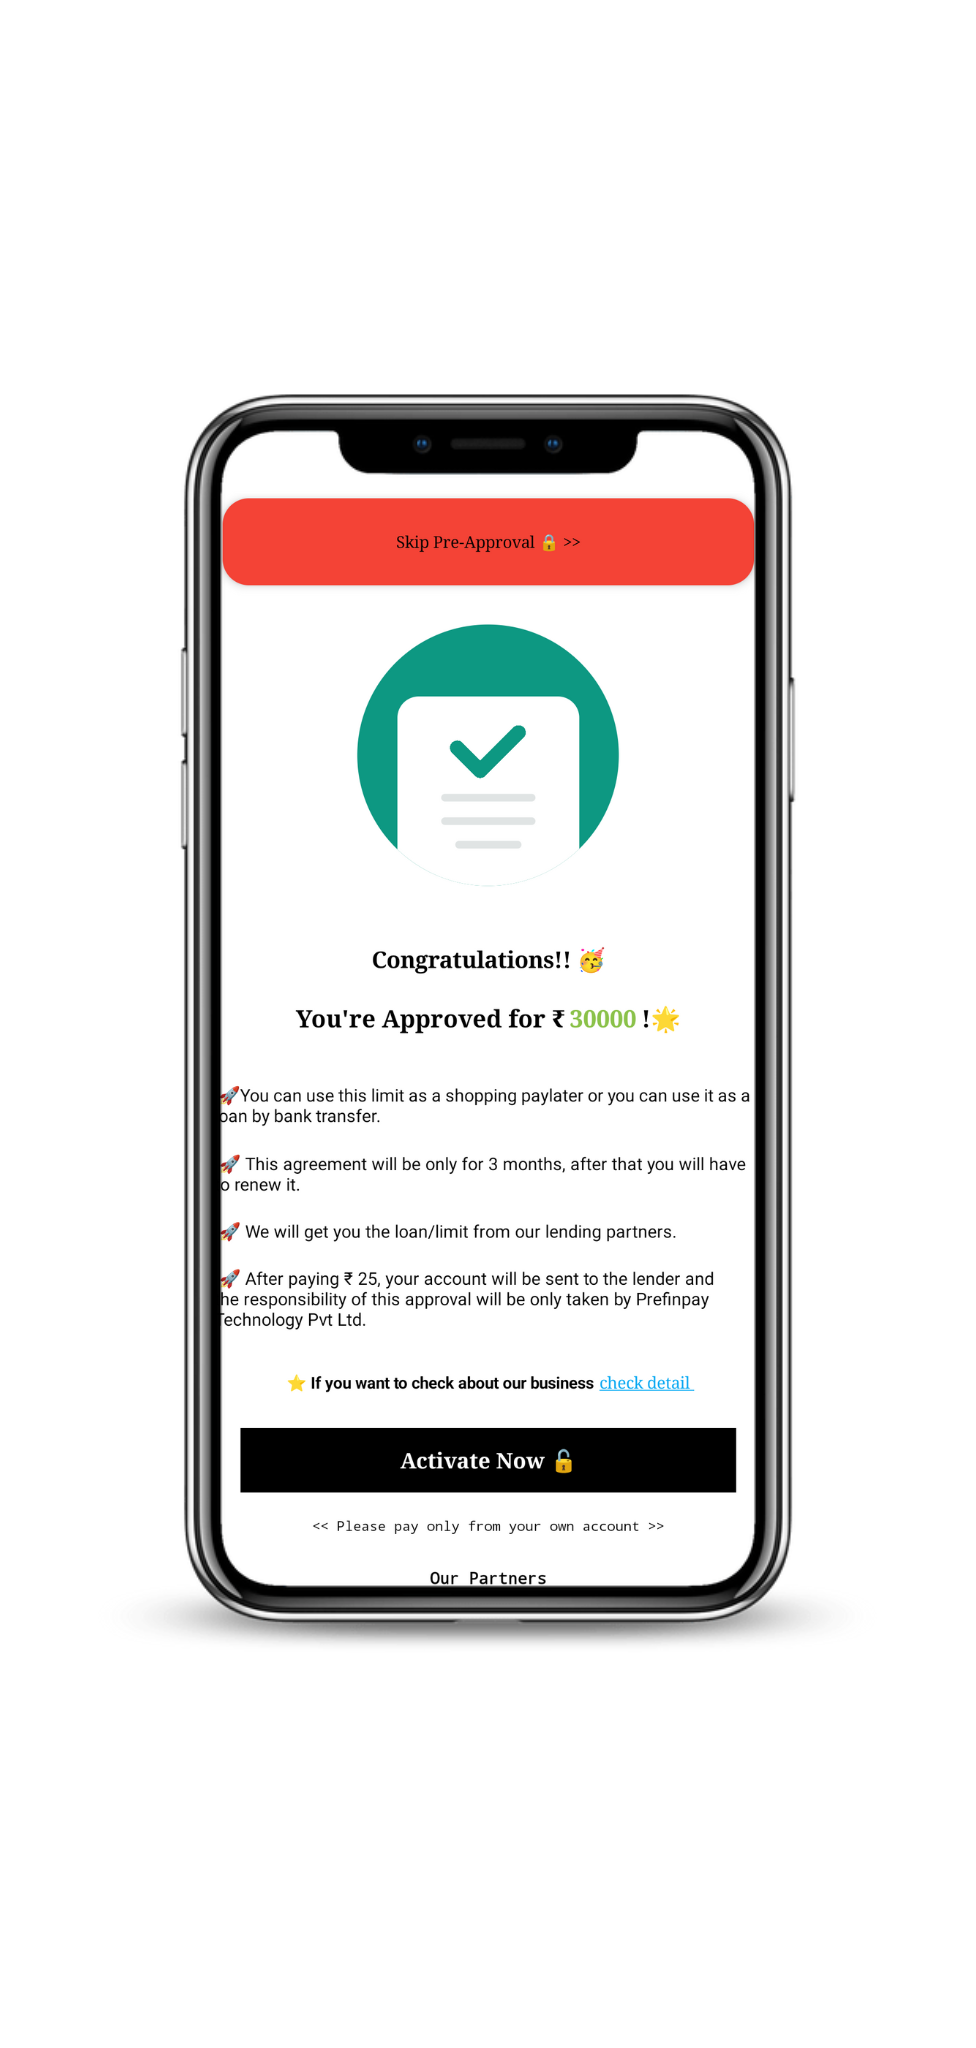 Skip Pre-Approval 🔒 >>
Congratulations!! 🥳
You're Approved for ₹ 30000 !🌟
🚀You can use this limit as a shopping paylater or you can use it as a
oan by bank transfer.
🚀 This agreement will be only for 3 months, after that you will have
o renew it.
🚀 We will get you the loan/limit from our lending partners.
🚀 After paying ₹ 25, your account will be sent to the lender and
he responsibility of this approval will be only taken by Prefinpay
Technology Pvt Ltd.
⭐ If you want to check about our business check detail
Activate Now 🔓
<< Please pay only from your own account >>
Our Partners